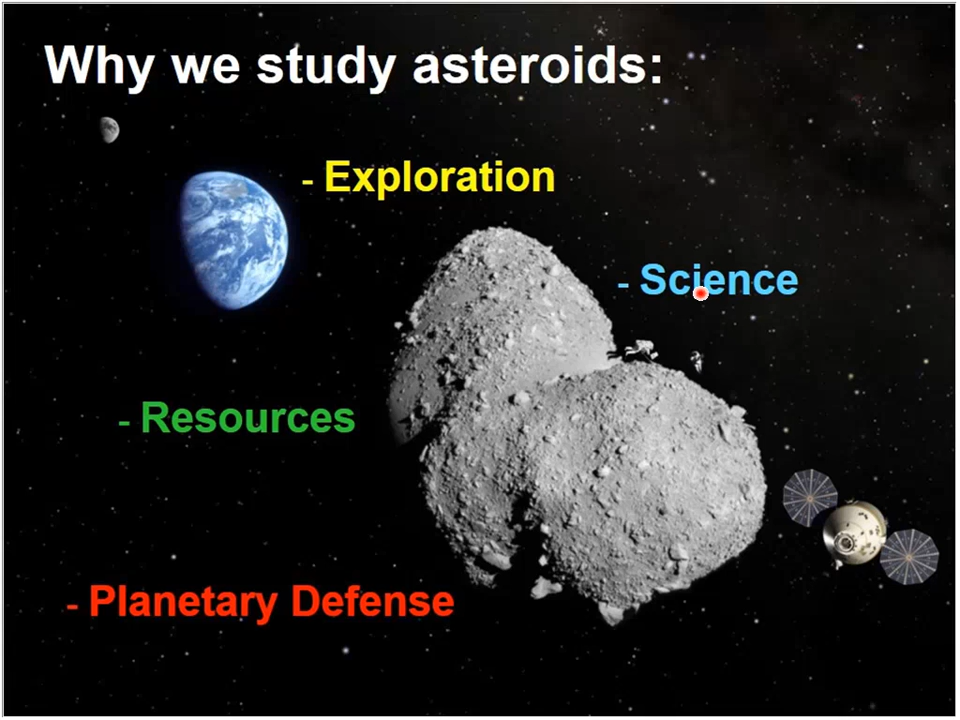 Why we study asteroids:
- Exploration
- Science
- Resources
- Planetary Defense